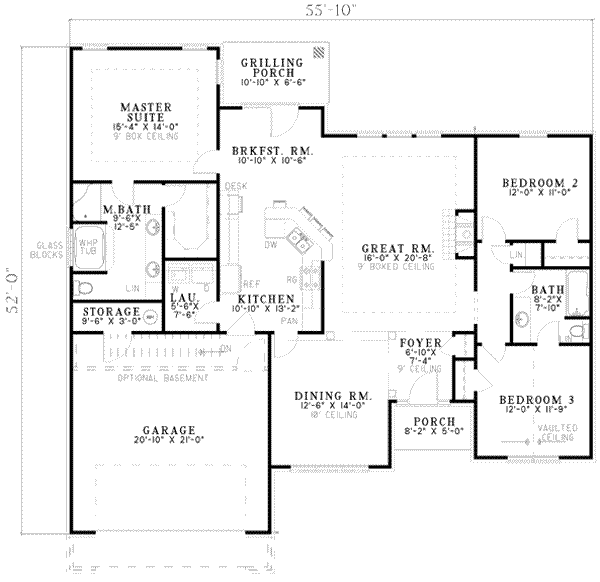 55'-10"
GRILLING
PORCH
10'-10" X 6'-6"
MASTER
SUITE
15'-4" X 14'-0"
9' BOX CEILING
BRKFST. RM.
10'-10" X 10'-6"
BEDROOM 2
12'-0" X 11'-0"
DESK
M.BATH
9'-6" X
12'-5"
GLASS
BLOCKS
WHP
TUB
DW
GREAT RM.
16'-0" X 20'-8"
9' BOXED CEILING
LIN
52'-0"
LIN
W
LAU.
5'-6" X
7'-6"
REF
RG
KITCHEN
10'-10" X 13'-2"
PAN
BATH
8'-2" X
7'-10"
STORAGE
9'-6" X 3'-0"
FOYER
6'-10" X
7'-4"
9' CEILING
DN
OPTIONAL BASEMENT
DINING RM.
12'-6" X 14'-0"
10' CEILING
BEDROOM 3
12'-0" X 11'-9"
PORCH
8'-2" X 5'-0"
VAULTED
CEILING
GARAGE
20'-10" X 21'-0"